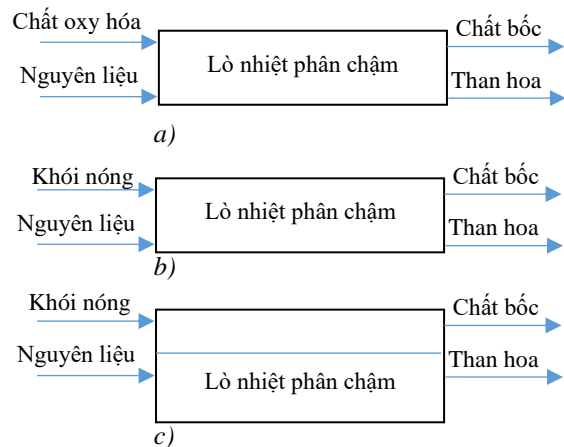 Chất oxy hóa
Chất bốc
Lò nhiệt phân chậm
Nguyên liệu
Than hoa
a)
Khói nóng
Chất bốc
Lò nhiệt phân chậm
Nguyên liệu
Than hoa
b)
Khói nóng
Chất bốc
Nguyên liệu
Than hoa
Lò nhiệt phân chậm
c)